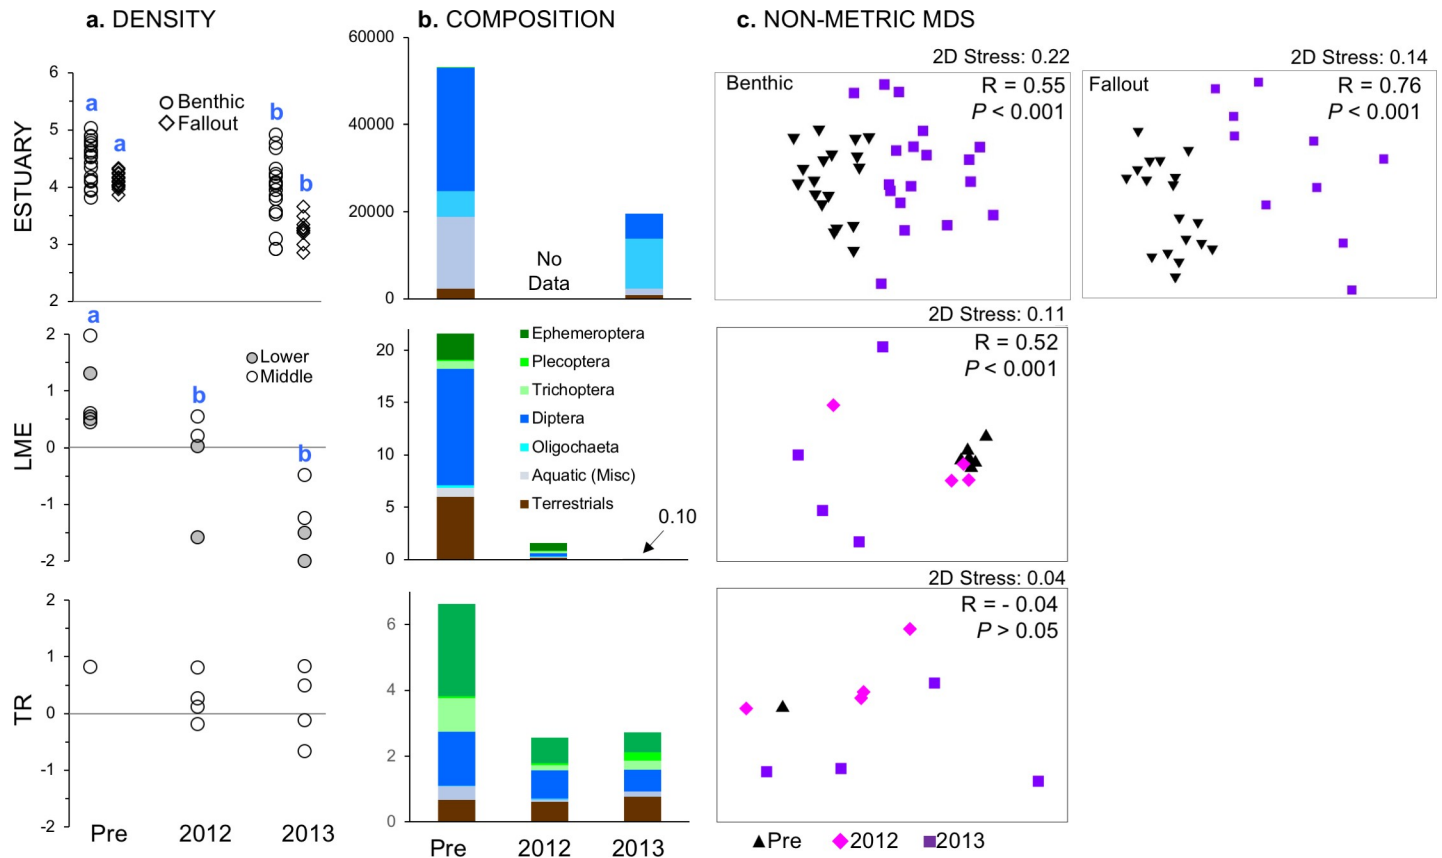 a. DENSITY
b. COMPOSITION
c. NON-METRIC MDS
ESTUARY
6
5
4
3
2
a
a
b
b
Benthic
Fallout
60000
40000
20000
0
No
Data
2D Stress: 0.22
Benthic
R = 0.55
P < 0.001
2D Stress: 0.14
Fallout
R = 0.76
P < 0.001
LME
2
1
0
-1
-2
a
b
b
Lower
Middle
20
15
10
5
0
Ephemeroptera
Plecoptera
Trichoptera
Diptera
Oligochaeta
Aquatic (Misc)
Terrestrials
0.10
2D Stress: 0.11
R = 0.52
P < 0.001
TR
2
1
0
-1
-2
Pre
2012
2013
6
4
2
0
Pre
2012
2013
2D Stress: 0.04
R = - 0.04
P > 0.05
Pre
2012
2013